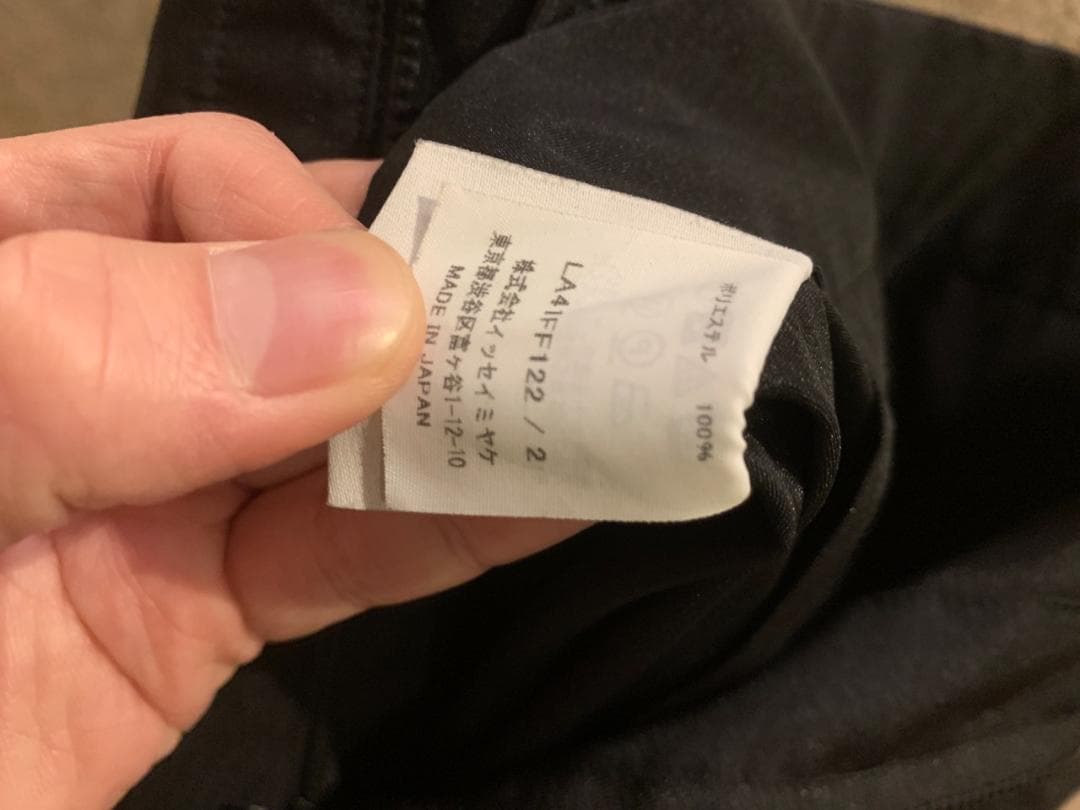 ポリエステル 100%
LA41FF122 / 2
株式会社イッセイミヤケ
東京都渋谷区富ヶ谷1-12-10
MADE IN JAPAN